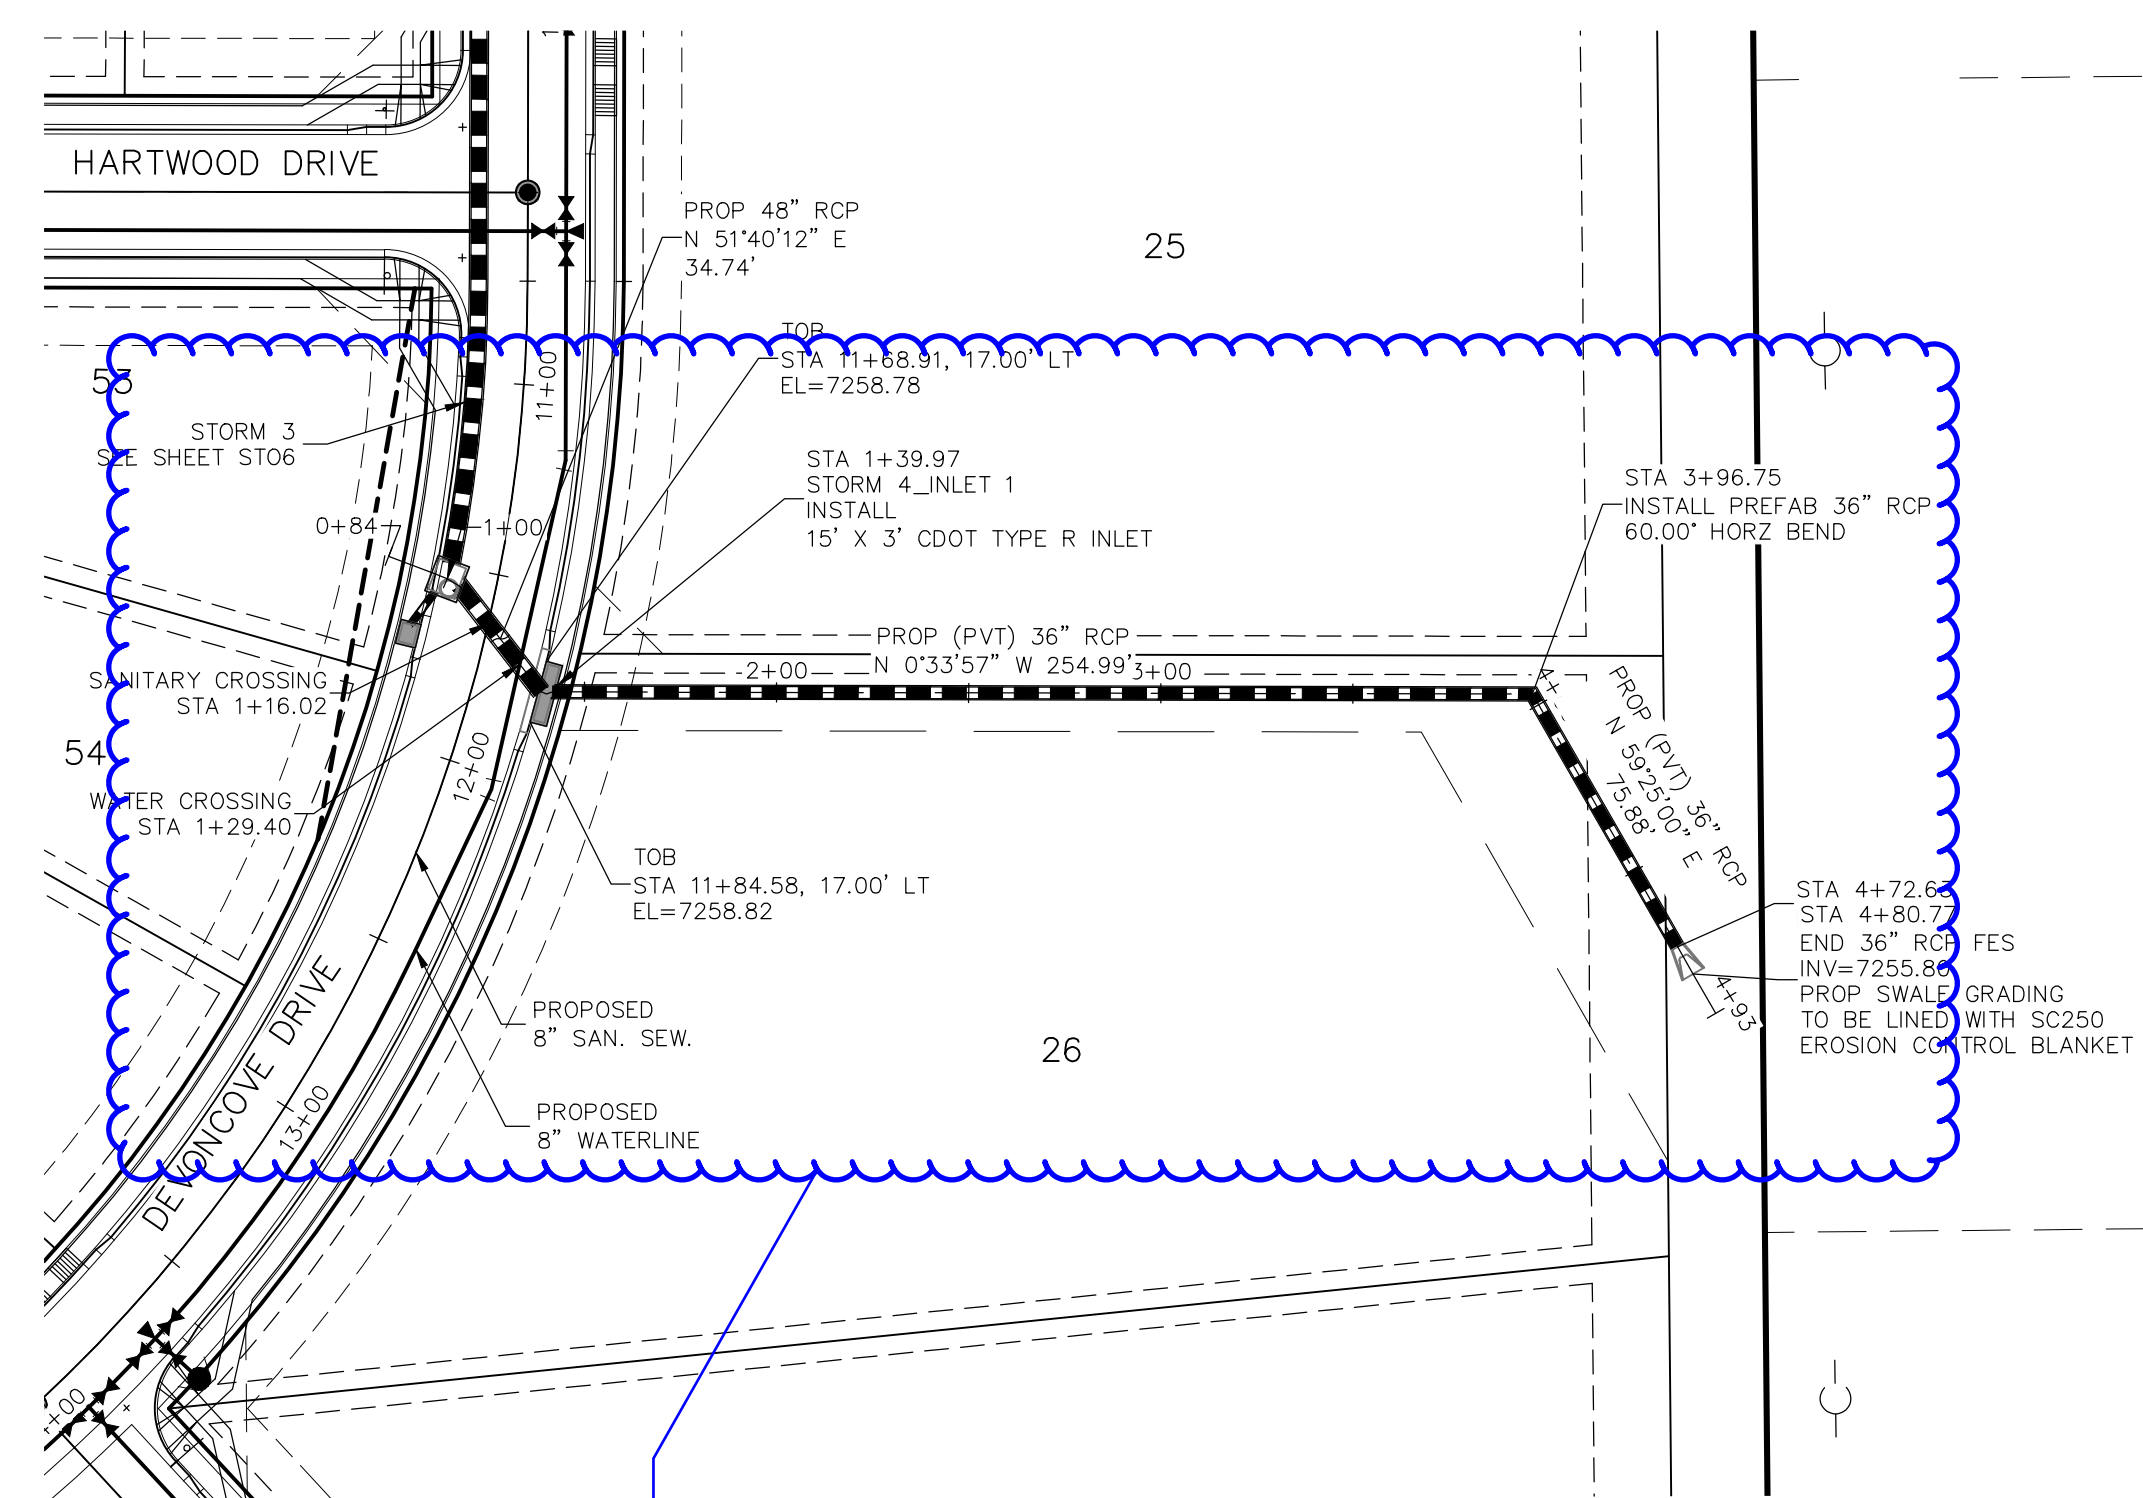 HARTWOOD DRIVE
PROP 48" RCP
N 51°40'12" E
34.74'
25
TOB
STA 11+68.91, 17.00' LT
EL=7258.78
11+00
53
STORM 3
SEE SHEET STO6
STA 1+39.97
STORM 4_INLET 1
INSTALL
15' X 3' CDOT TYPE R INLET
STA 3+96.75
INSTALL PREFAB 36" RCP
60.00° HORZ BEND
0+84
1+00
PROP (PVT) 36" RCP
N 0°33'57" W 254.99'
2+00
3+00
4+
PROP (PVT) 36" RCP
N 59°25'00" E
75.88'
SANITARY CROSSING
STA 1+16.02
54
12+00
WATER CROSSING
STA 1+29.40
TOB
STA 11+84.58, 17.00' LT
EL=7258.82
STA 4+72.63
STA 4+80.77
END 36" RCP FES
INV=7255.80
PROP SWALE GRADING
TO BE LINED WITH SC250
EROSION CONTROL BLANKET
4+93
PROPOSED
8" SAN. SEW.
26
DEVONCOVE DRIVE
13+00
PROPOSED
8" WATERLINE
+00